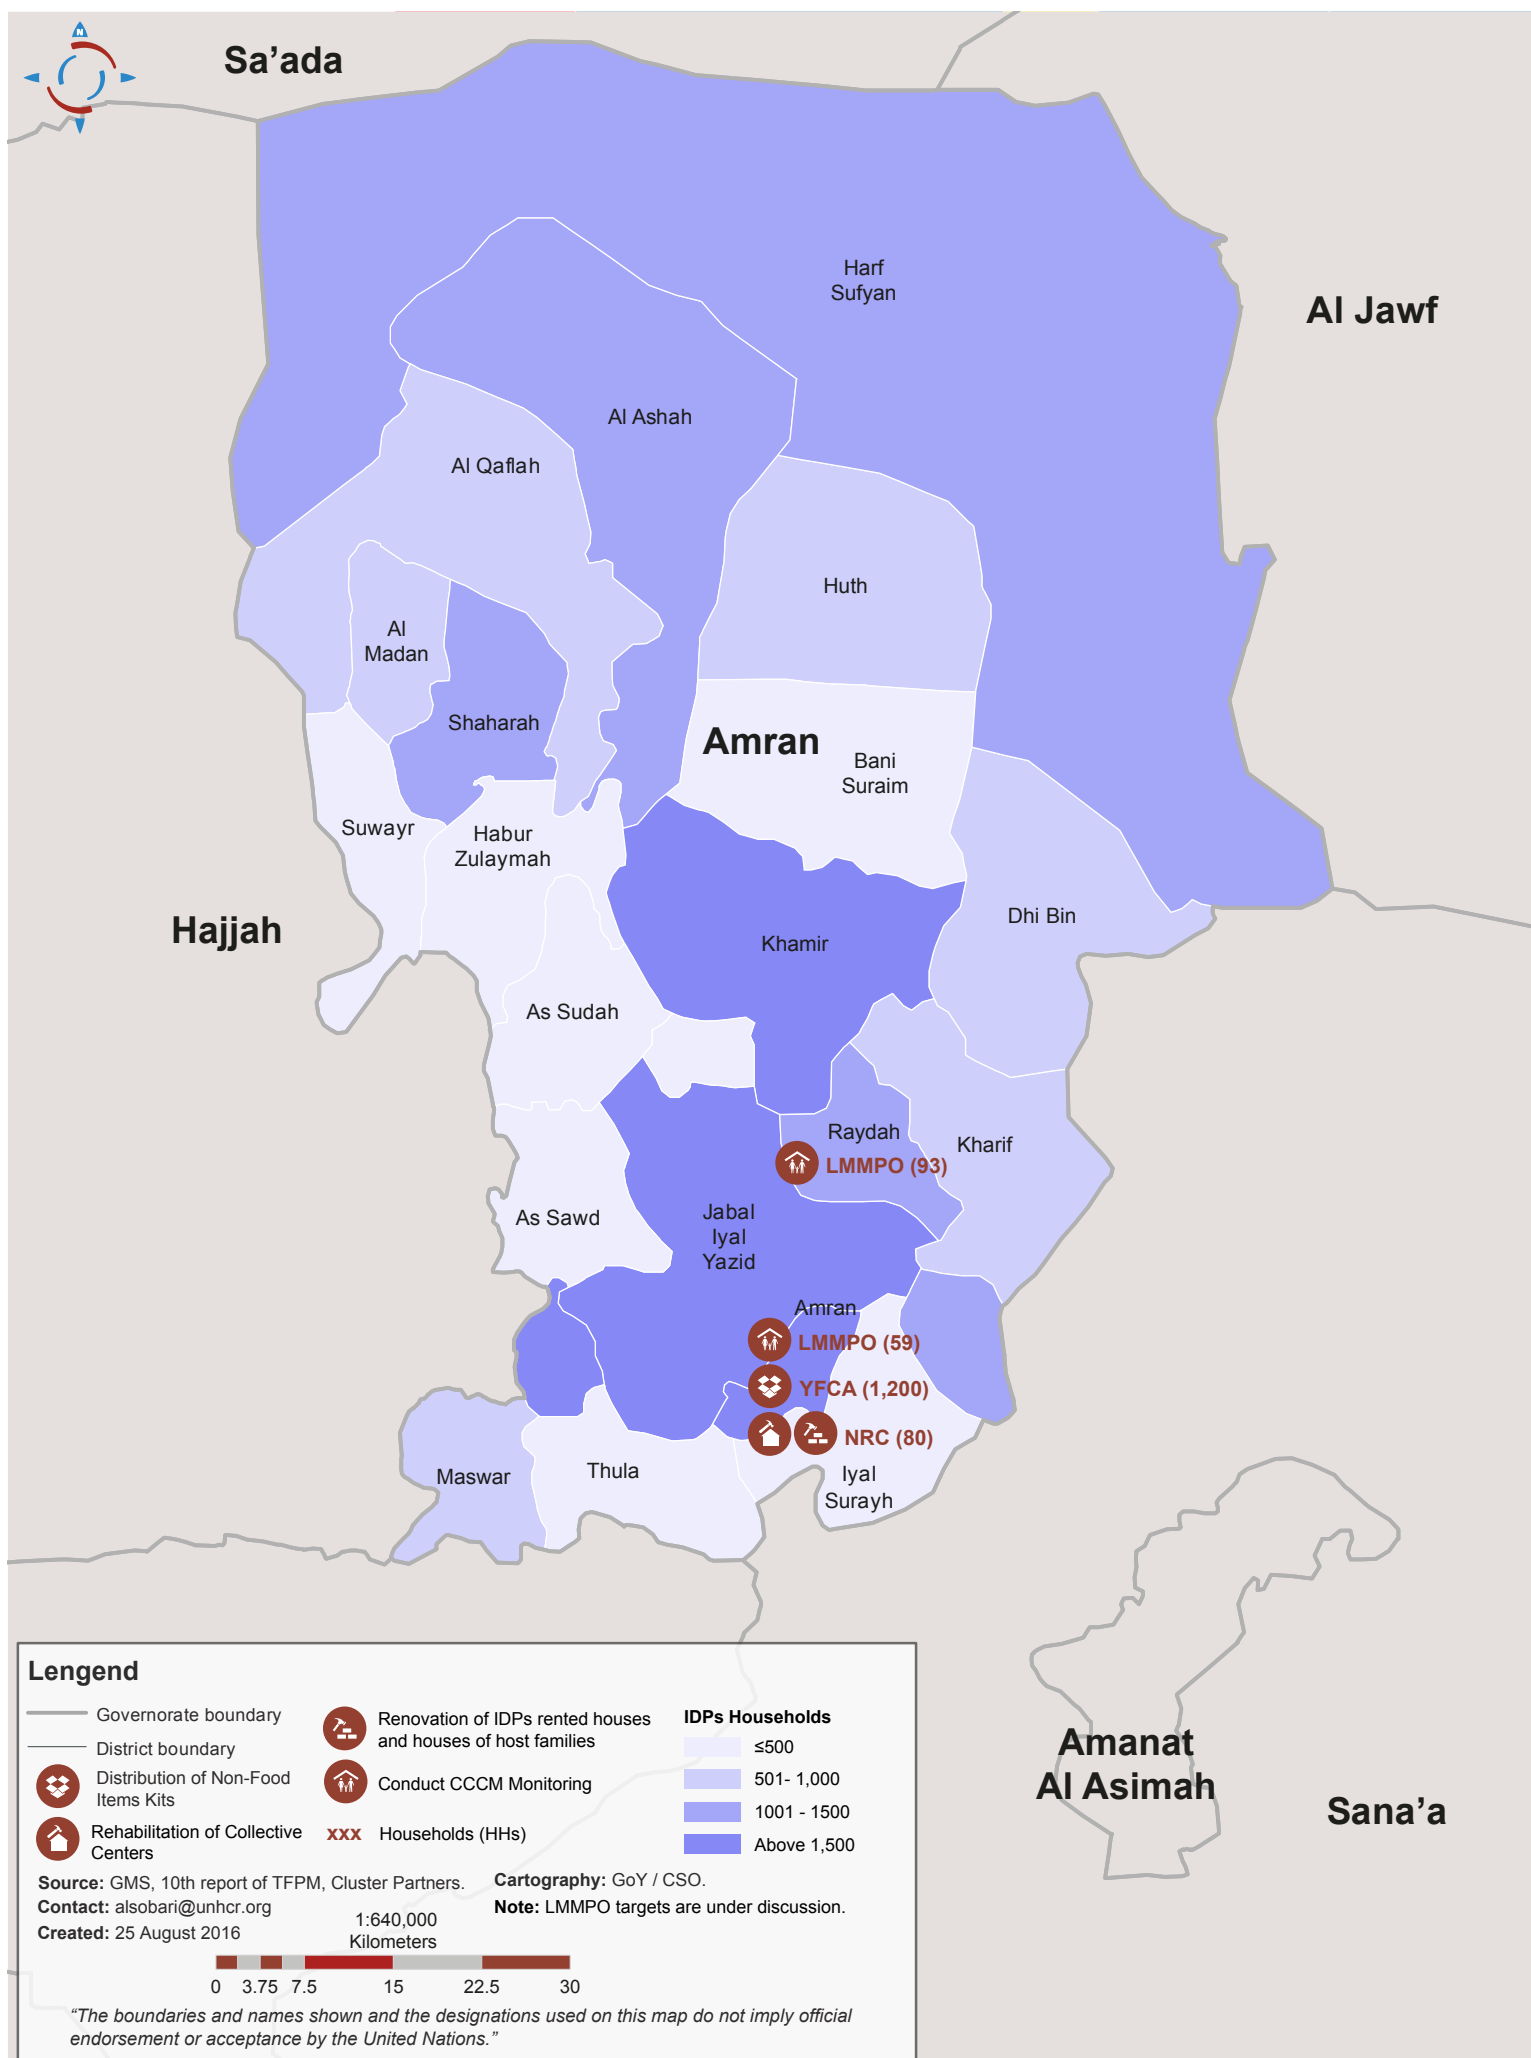 N
Sa’ada
Harf
Sufyan
Al Jawf
Al Ashah
Al Qaflah
Huth
Al
Madan
Shaharah
Amran
Bani
Suraim
Suwayr
Habur
Zulaymah
Dhi Bin
Hajjah
Khamir
As Sudah
Raydah
Kharif
LMMPO (93)
As Sawd
Jabal
Iyal
Yazid
Amran
LMMPO (59)
YFCA (1,200)
NRC (80)
Maswar
Thula
Iyal
Surayh
Amanat
Al Asimah
Sana’a
Lengend
Governorate boundary
District boundary
Distribution of Non-Food
Items Kits
Rehabilitation of Collective
Centers
Renovation of IDPs rented houses
and houses of host families
Conduct CCCM Monitoring
xxx Households (HHs)
IDPs Households
≤500
501- 1,000
1001 - 1500
Above 1,500
Source: GMS, 10th report of TFPM, Cluster Partners.
Contact: alsobari@unhcr.org
Created: 25 August 2016
Cartography: GoY / CSO.
Note: LMMPO targets are under discussion.
1:640,000
Kilometers
0 3.75 7.5 15 22.5 30
“The boundaries and names shown and the designations used on this map do not imply official
endorsement or acceptance by the United Nations.”